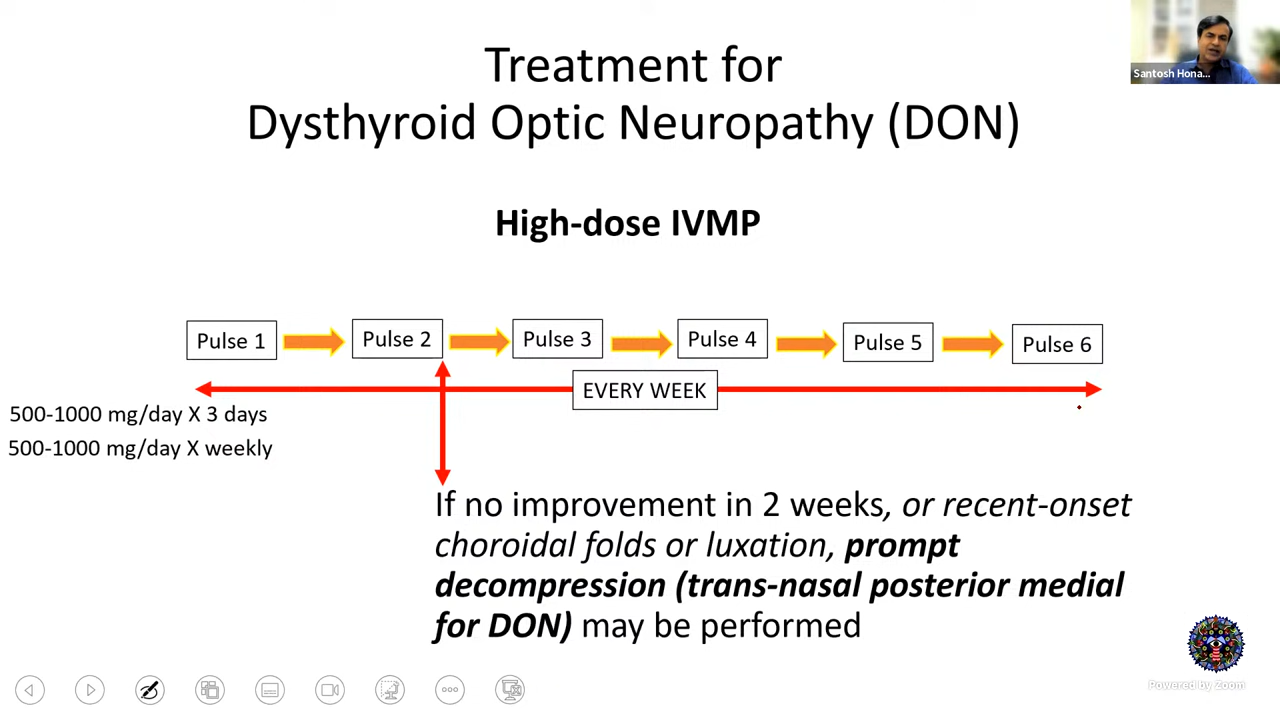 Santosh Hona...
Treatment for
Dysthyroid Optic Neuropathy (DON)
High-dose IVMP
Pulse 1
Pulse 2
Pulse 3
Pulse 4
Pulse 5
Pulse 6
EVERY WEEK
500-1000 mg/day X 3 days
500-1000 mg/day X weekly
If no improvement in 2 weeks, or recent-onset
choroidal folds or luxation, prompt
decompression (trans-nasal posterior medial
for DON) may be performed
Powered by Zoom